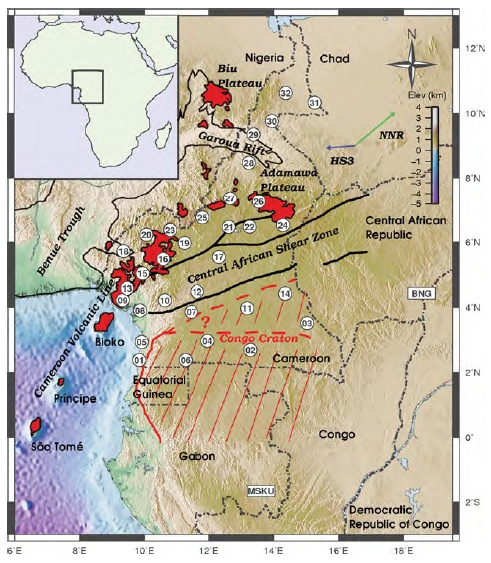 12˚N
10˚N
8˚N
6˚N
4˚N
2˚N
0˚
2˚S
6˚E
8˚E
10˚E
12˚E
14˚E
16˚E
18˚E
Biu
Plateau
Nigeria
Chad
N
Elev (km)
4
3
2
1
0
-1
-2
-3
-4
-5
NNR
HS3
32
31
30
29
Garoua Rift
28
Adamawa
Plateau
27
26
25
24
23
22
21
20
19
18
17
16
15
13
12
09
08
10
07
11
14
03
05
04
02
01
06
Benue Trough
Cameroon Volcanic Line
Central African Shear Zone
Central African
Republic
BNG
?
Congo Craton
Cameroon
Bioko
Equatorial
Guinea
Principe
São Tomé
Congo
Gabon
MSKU
Democratic
Republic of Congo